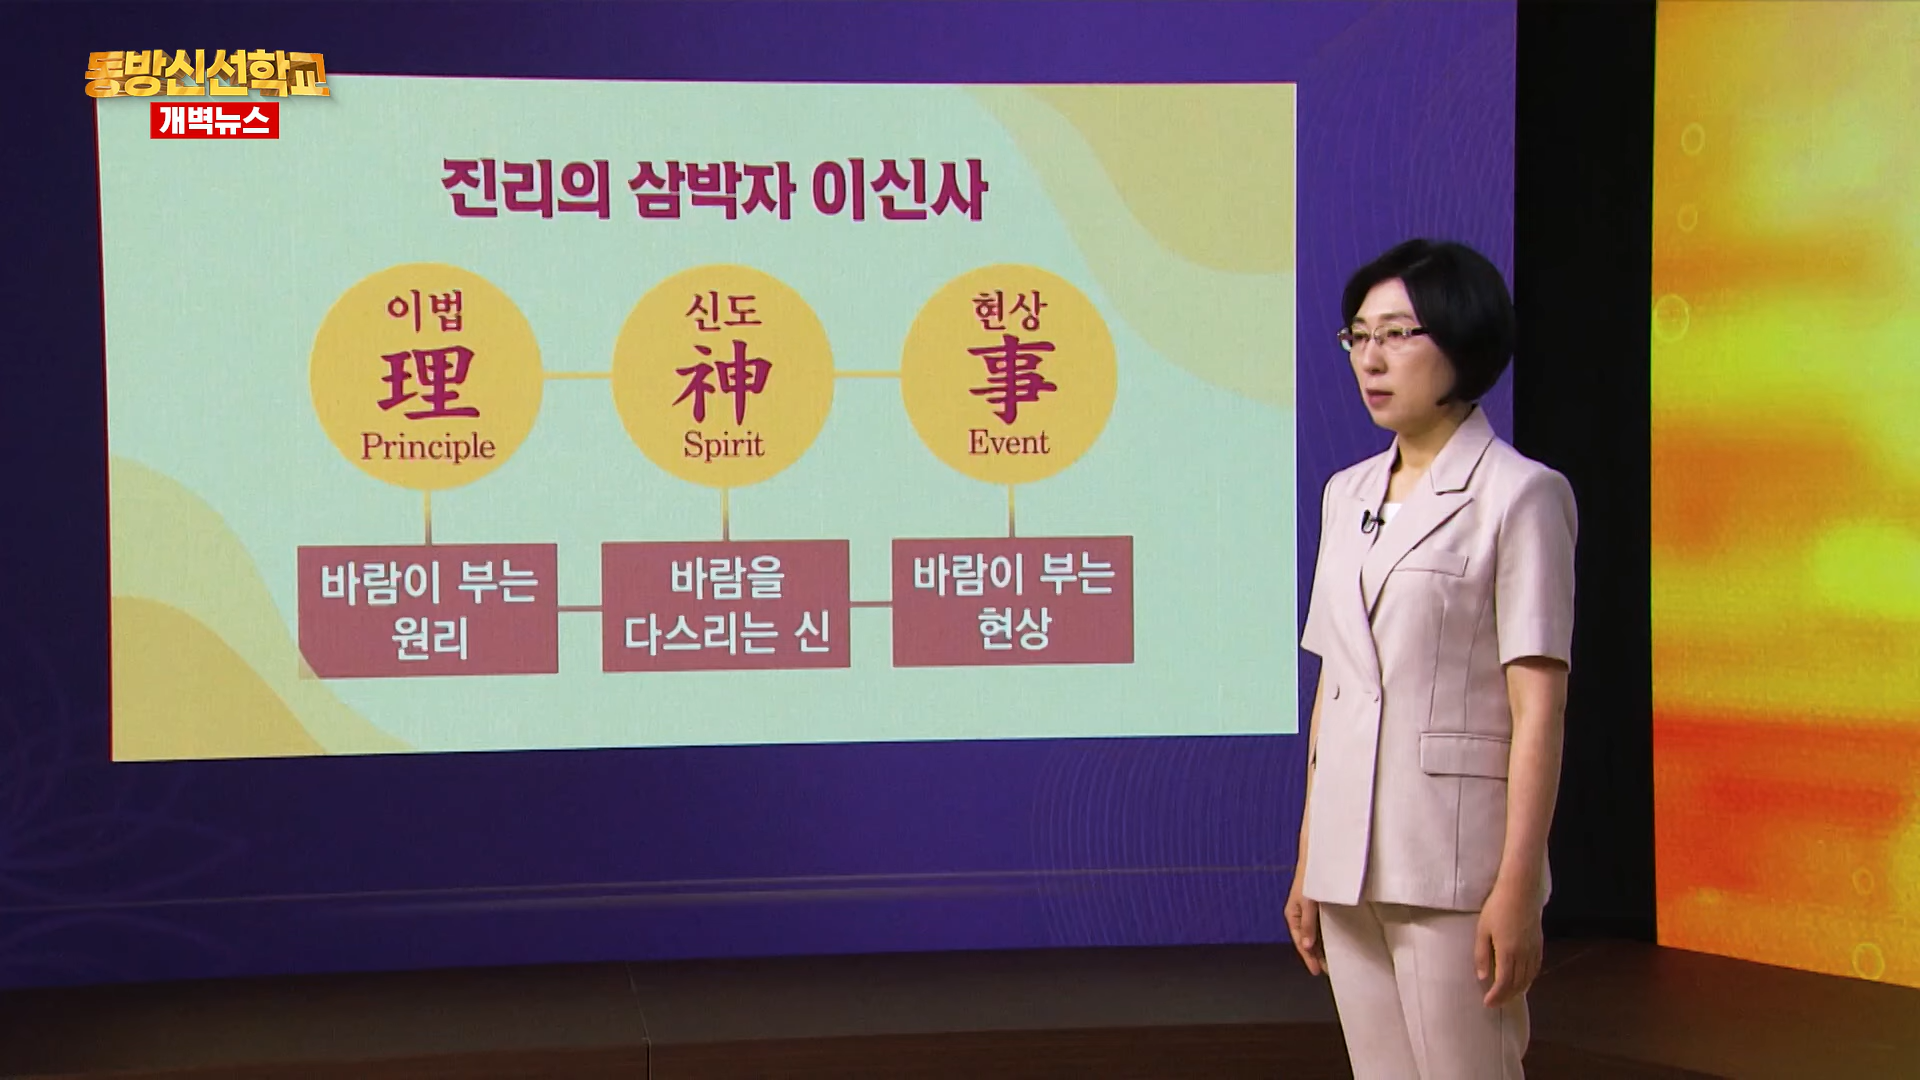 동방신선학교
개벽뉴스
진리의 삼박자 이신사
이법
理
Principle
신도
神
Spirit
현상
事
Event
바람이 부는
원리
바람을
다스리는 신
바람이 부는
현상